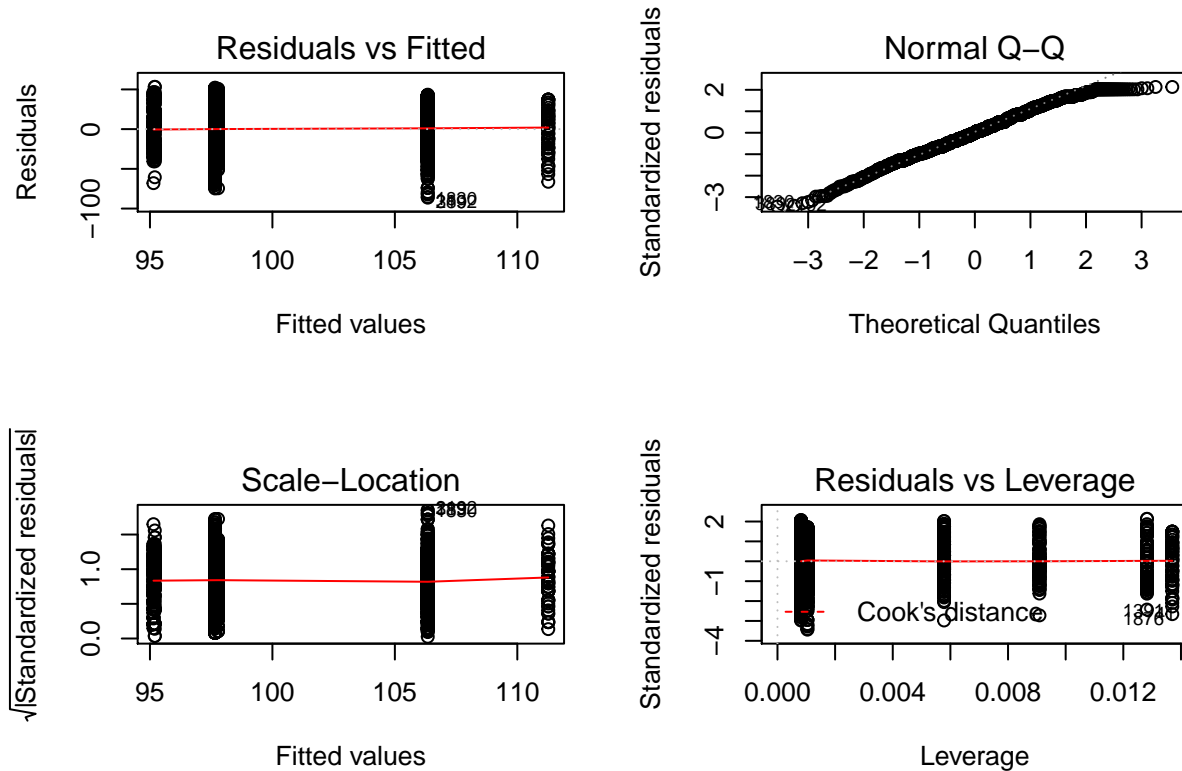 Residuals vs Fitted
Residuals
−100
0
95
100
105
110
Fitted values
Normal Q−Q
Standardized residuals
−3
0
2
−3
−2
−1
0
1
2
3
Theoretical Quantiles
Scale−Location
√|Standardized residuals|
0.0
1.0
95
100
105
110
Fitted values
Residuals vs Leverage
Standardized residuals
−4
−1
2
Cook's distance
1876
0.000
0.004
0.008
0.012
Leverage